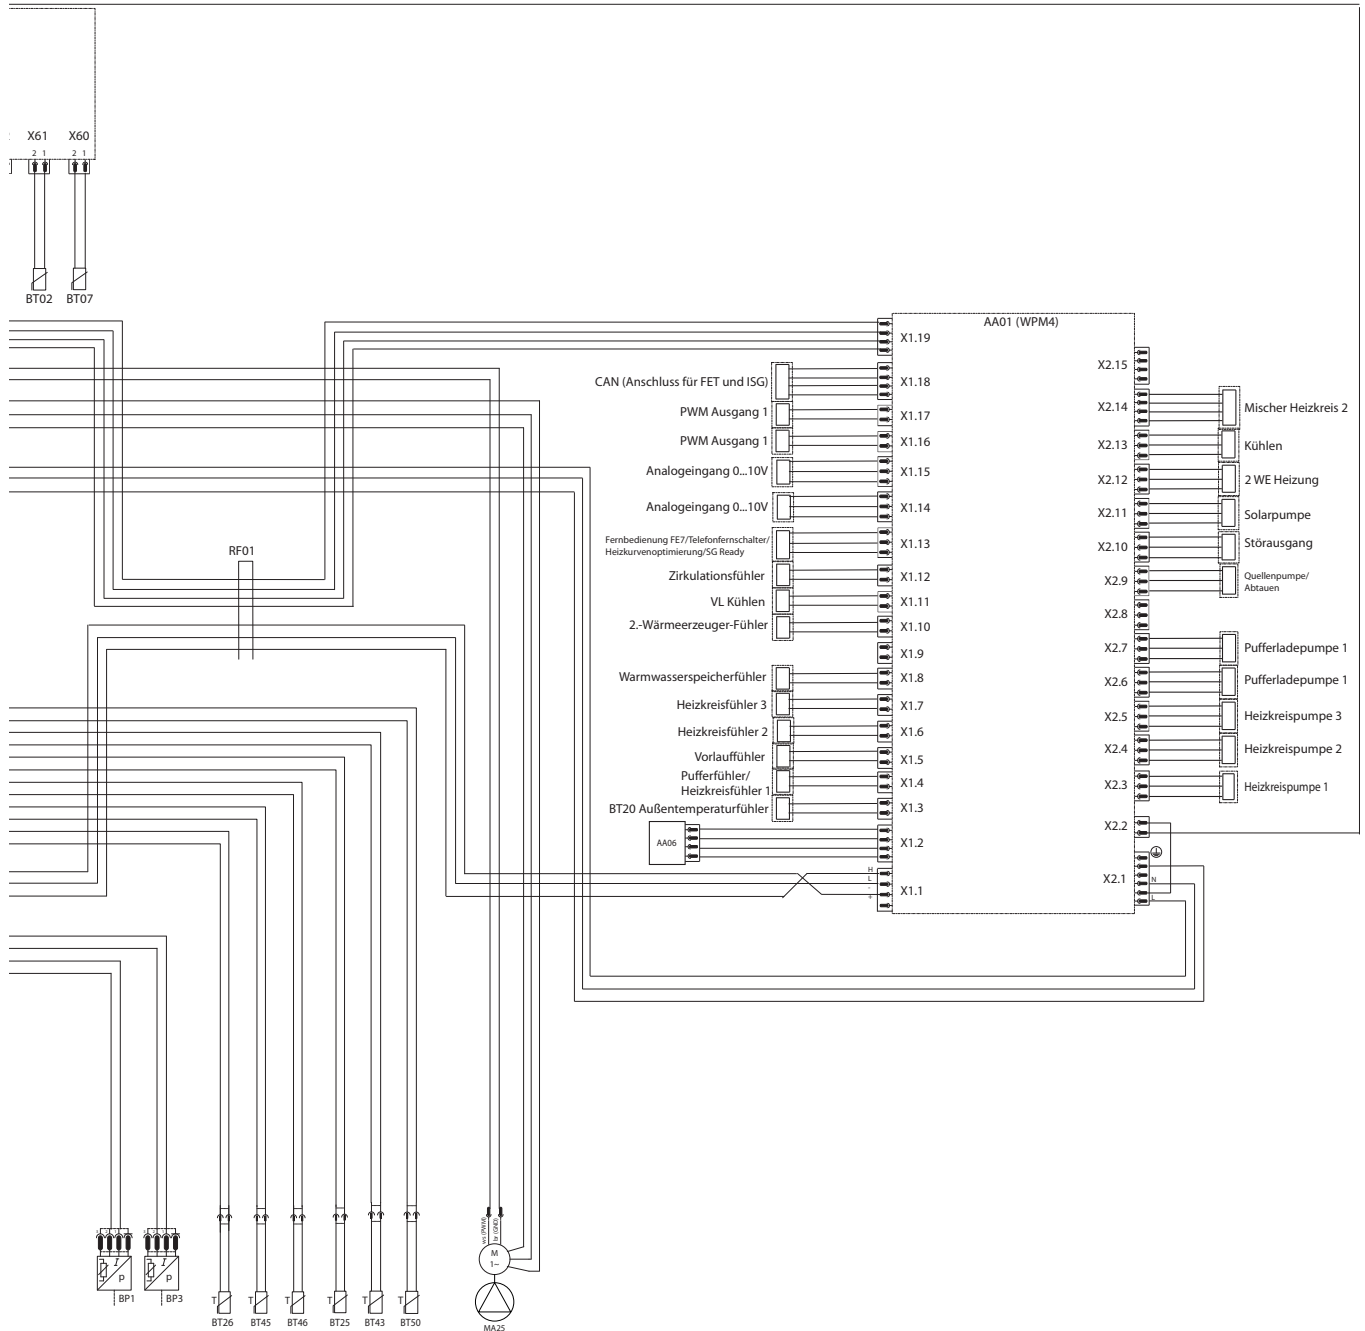 X61 X60
2 1 2 1
BT02 BT07
AA01 (WPM4)
X1.19
X2.15
CAN (Anschluss für FET und ISG) X1.18
X2.14 Mischer Heizkreis 2
PWM Ausgang 1 X1.17
PWM Ausgang 1 X1.16
X2.13 Kühlen
Analogeingang 0...10V X1.15
X2.12 2 WE Heizung
Analogeingang 0...10V X1.14
X2.11 Solarpumpe
Fernbedienung FE7/Telefonfernschalter/
Heizkurvenoptimierung/SG Ready
X1.13
X2.10 Störausgang
RF01
Zirkulationsfühler X1.12
X2.9 Quellenpumpe/
Abtauen
VL Kühlen X1.11
X2.8
2.-Wärmeerzeuger-Fühler X1.10
X1.9
X2.7 Pufferladepumpe 1
Warmwasserspeicherfühler X1.8
X2.6 Pufferladepumpe 1
Heizkreisfühler 3 X1.7
X2.5 Heizkreispumpe 3
Heizkreisfühler 2 X1.6
X2.4 Heizkreispumpe 2
Vorlauffühler X1.5
Pufferfühler/
Heizkreisfühler 1
X1.4
X2.3 Heizkreispumpe 1
BT20 Außentemperaturfühler X1.3
X2.2
AA06 X1.2
H
L
-
+
X1.1
X2.1
N
L
ws (PWM)
br (GND)
M
1~
I
p
BP1
I
p
BP3
T T T T T T
BT26 BT45 BT46 BT25 BT43 BT50
MA25